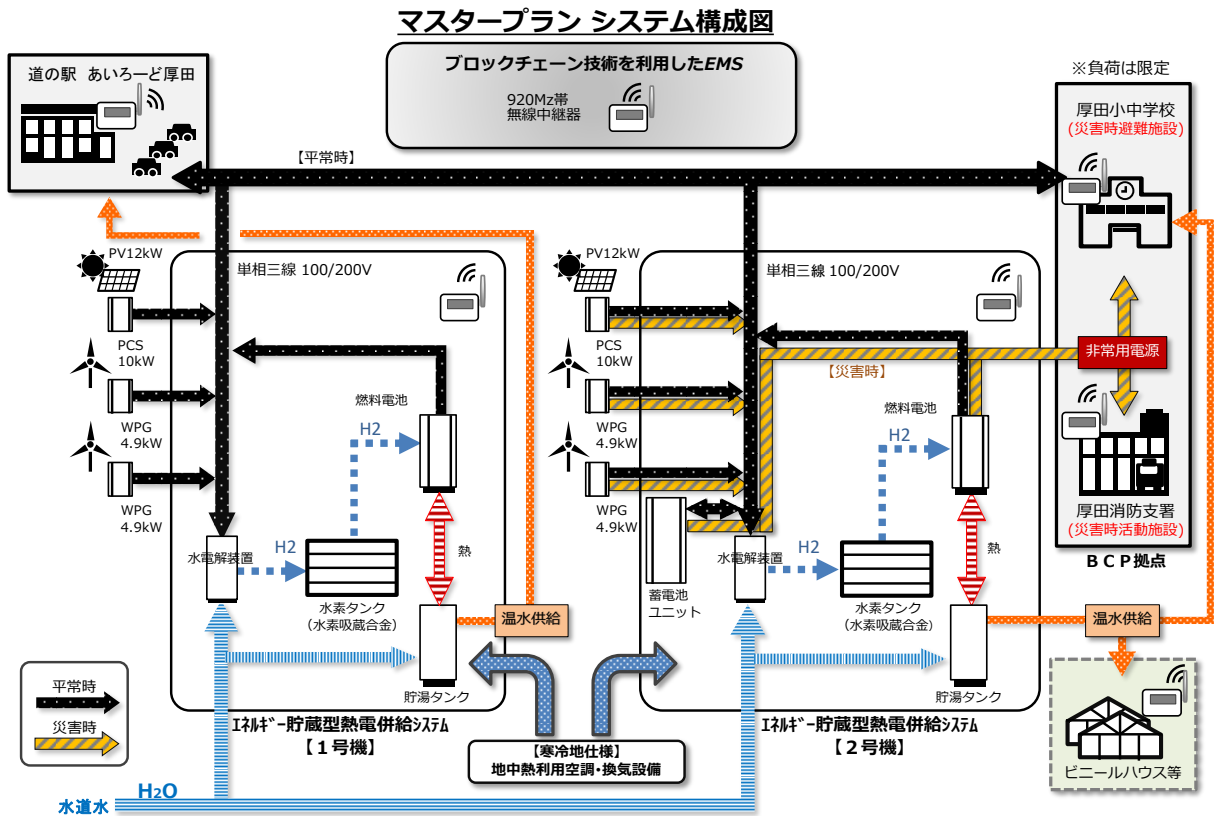 マスタープラン システム構成図
ブロックチェーン技術を利用したEMS
920Mz帯
無線中継器
道の駅 あいろーど厚田
※負荷は限定
厚田小中学校
(災害時避難施設)
【平常時】
PV12kW
単相三線 100/200V
PCS
10kW
WPG
4.9kW
WPG
4.9kW
燃料電池
H2
水電解装置
H2
水素タンク
(水素吸蔵合金)
熱
温水供給
貯湯タンク
PV12kW
単相三線 100/200V
PCS
10kW
【災害時】
WPG
4.9kW
WPG
4.9kW
燃料電池
H2
水電解装置
H2
水素タンク
(水素吸蔵合金)
熱
蓄電池
ユニット
貯湯タンク
非常用電源
厚田消防支署
(災害時活動施設)
BCP拠点
温水供給
ビニールハウス等
平常時
災害時
ｴﾈﾙｷﾞｰ貯蔵型熱電併給ｼｽﾃﾑ
【1号機】
【寒冷地仕様】
地中熱利用空調・換気設備
ｴﾈﾙｷﾞｰ貯蔵型熱電併給ｼｽﾃﾑ
【2号機】
水道水
H2O